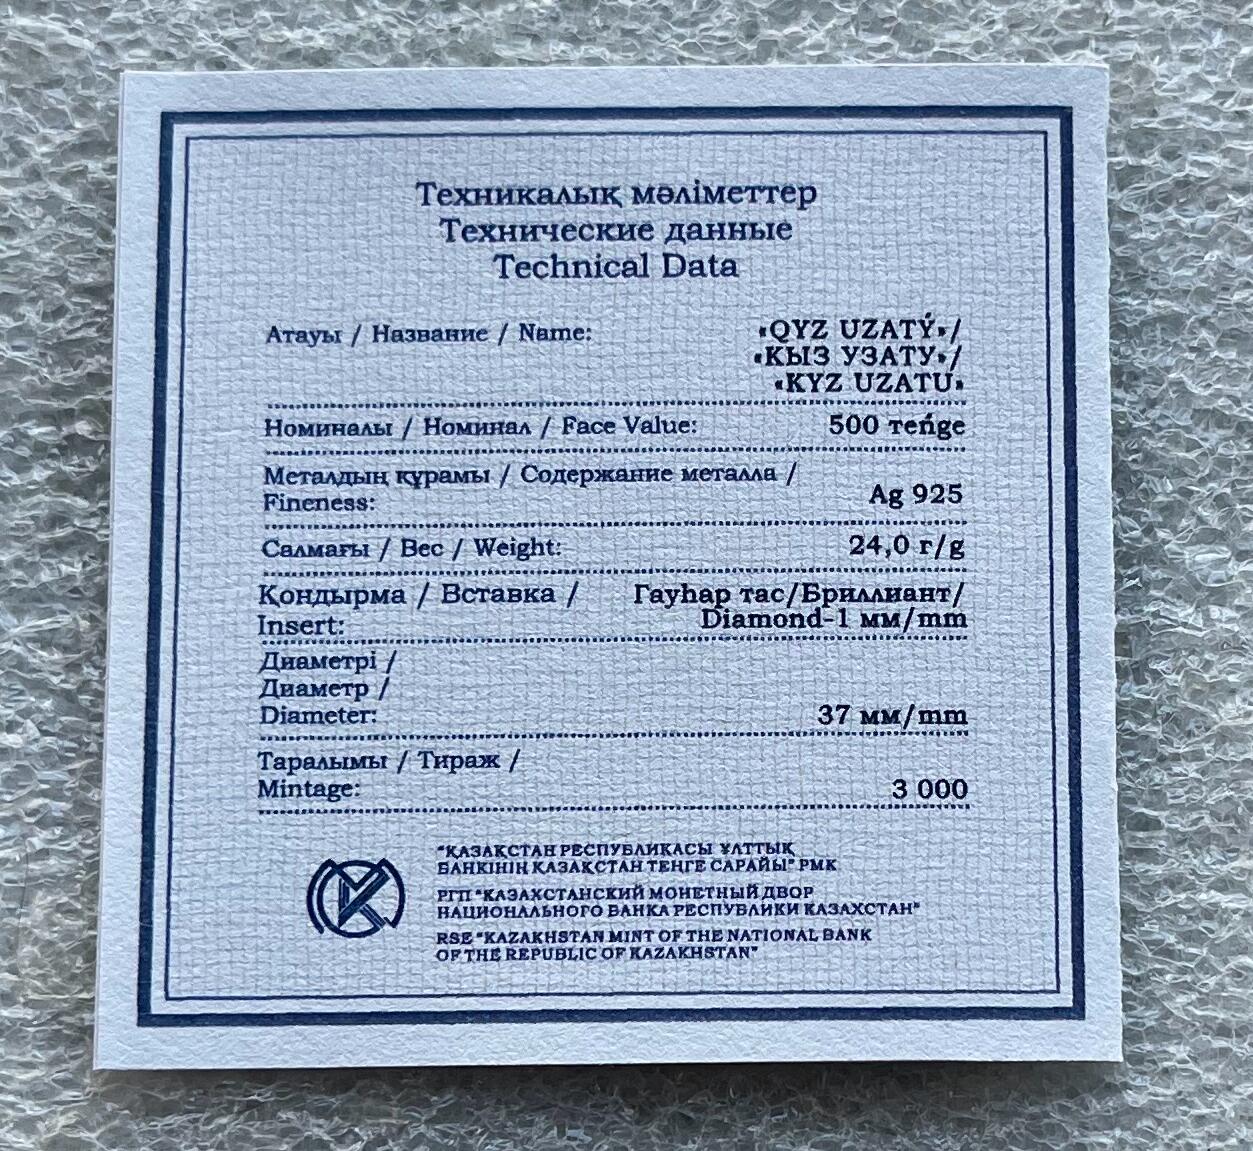 Техникалық мәліметтер
Технические данные
Technical Data
Атауы / Название / Name: «QYZ UZATÝ»/
«ҚЫЗ УЗАТУ»/
«KYZ UZATU»
Номиналы / Номинал / Face Value: 500 теńge
Металдың құрамы / Содержание металла /
Fineness: Ag 925
Салмағы / Вес / Weight: 24,0 г/g
Қондырма / Вставка / Гауһар тас/Бриллиант/
Insert: Diamond-1 мм/mm
Диаметрі /
Диаметр /
Diameter: 37 мм/mm
Таралымы / Тираж /
Mintage: 3 000
"ҚАЗАҚСТАН РЕСПУБЛИКАСЫ ҰЛТТЫҚ
БАНКІНІҢ ҚАЗАҚСТАН ТЕҢГЕ САРАЙЫ" РМК
РГП "КАЗАХСТАНСКИЙ МОНЕТНЫЙ ДВОР
НАЦИОНАЛЬНОГО БАНКА РЕСПУБЛИКИ КАЗАХСТАН"
RSE "KAZAKHSTAN MINT OF THE NATIONAL BANK
OF THE REPUBLIC OF KAZAKHSTAN"